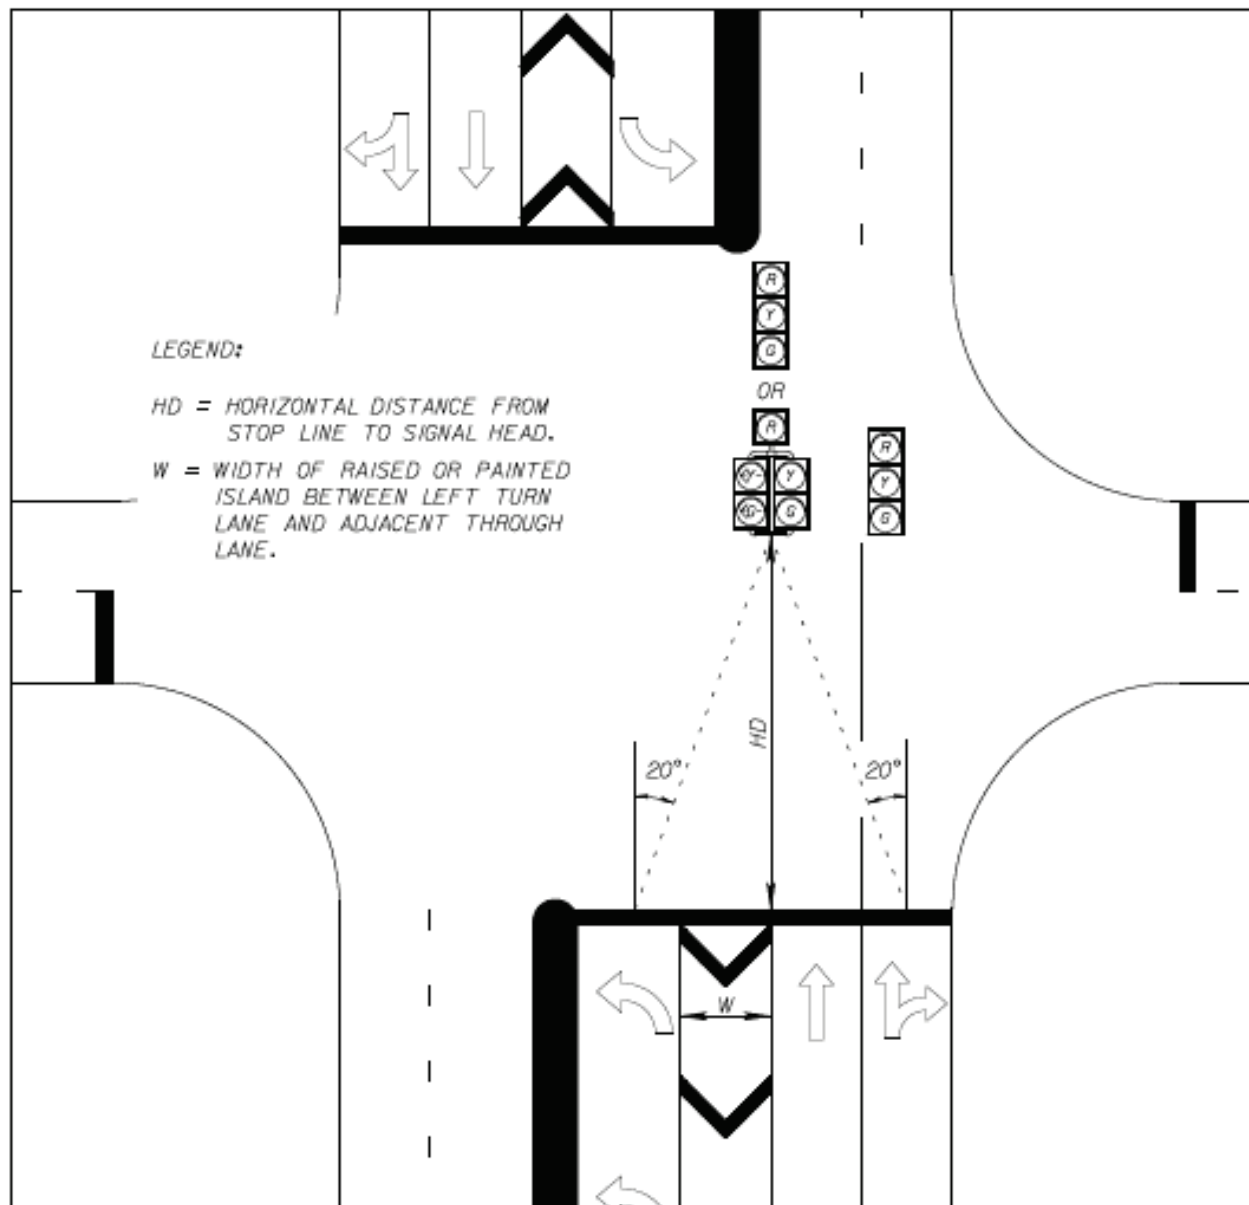 R
Y
G
OR
R
<Y- Y
<G- G
R
Y
G
LEGEND:
HD = HORIZONTAL DISTANCE FROM
STOP LINE TO SIGNAL HEAD.
W = WIDTH OF RAISED OR PAINTED
ISLAND BETWEEN LEFT TURN
LANE AND ADJACENT THROUGH
LANE.
HD
20° 20°
W